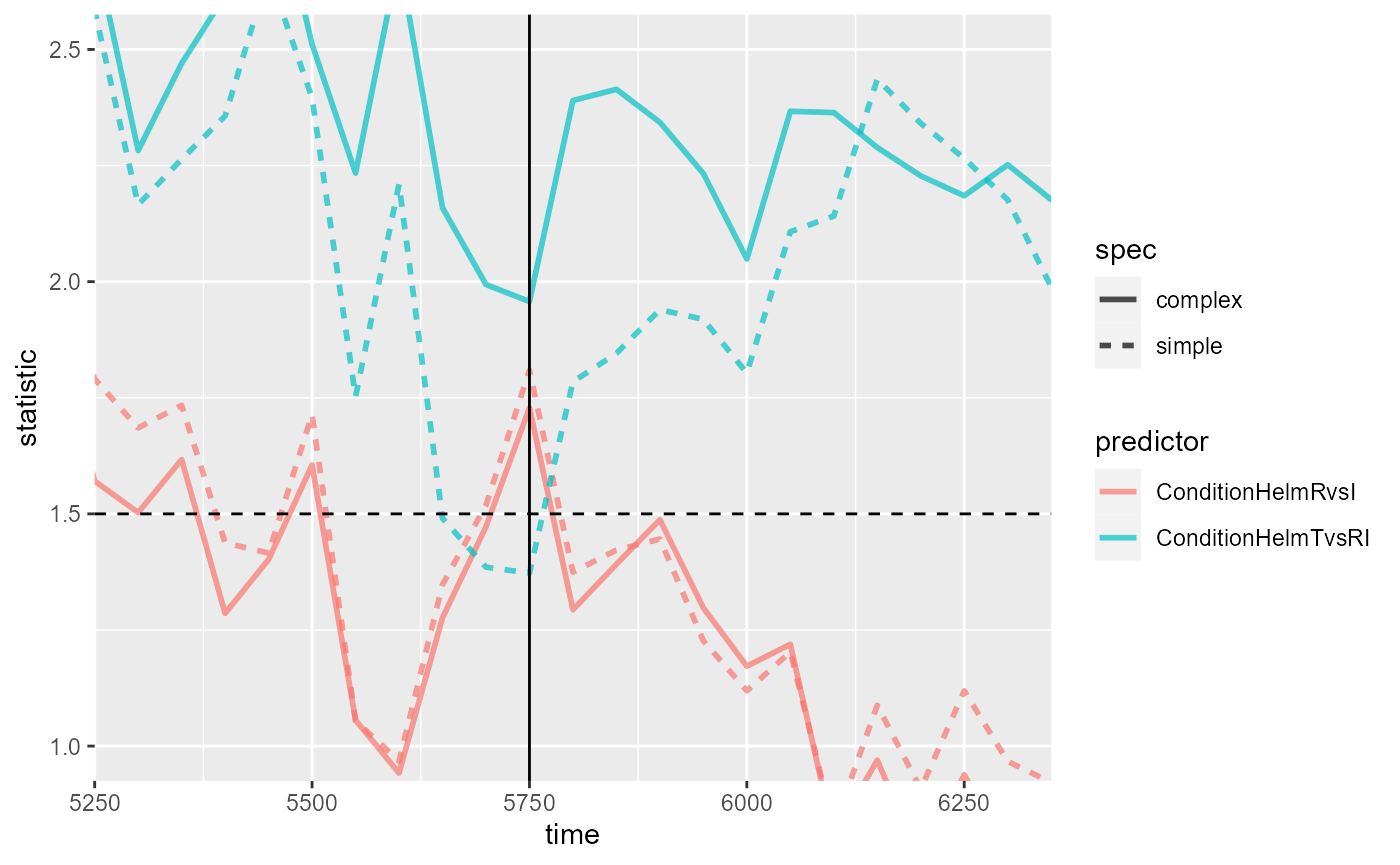 2.5
2.0
1.5
1.0
statistic
5250
5500
5750
6000
6250
time
spec
complex
simple
predictor
ConditionHelmRvsI
ConditionHelmTvsRI